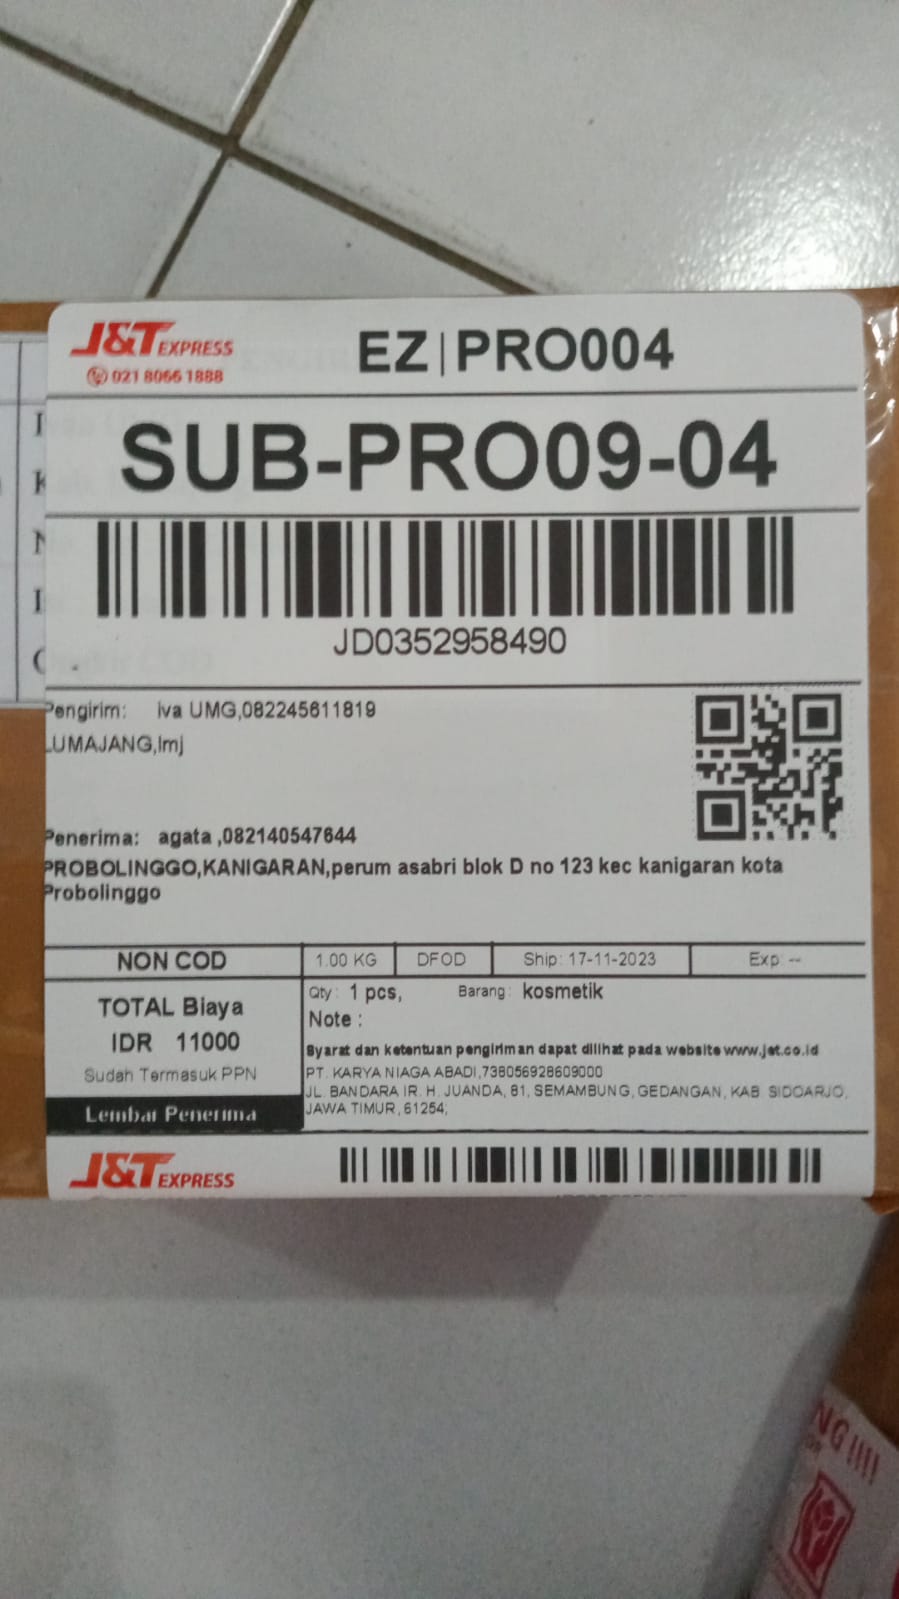 J&T EXPRESS
021 8066 1888
EZ|PRO004
SUB-PRO09-04
JD0352958490
Pengirim: iva UMG,082245611819
LUMAJANG,lmj
Penerima: agata ,082140547644
PROBOLINGGO,KANIGARAN,perum asabri blok D no 123 kec kanigaran kota
Probolinggo
NON COD
1.00 KG
DFOD
Ship: 17-11-2023
Exp: --
TOTAL Biaya
IDR 11000
Sudah Termasuk PPN
Lembar Penerima
Qty : 1 pcs, Barang : kosmetik
Note :
Syarat dan ketentuan pengiriman dapat dilihat pada website www.jet.co.id
PT. KARYA NIAGA ABADI,738056928609000
JL. BANDARA IR. H. JUANDA, 81, SEMAMBUNG, GEDANGAN, KAB. SIDOARJO,
JAWA TIMUR, 61254,
J&T EXPRESS
NG !!!!